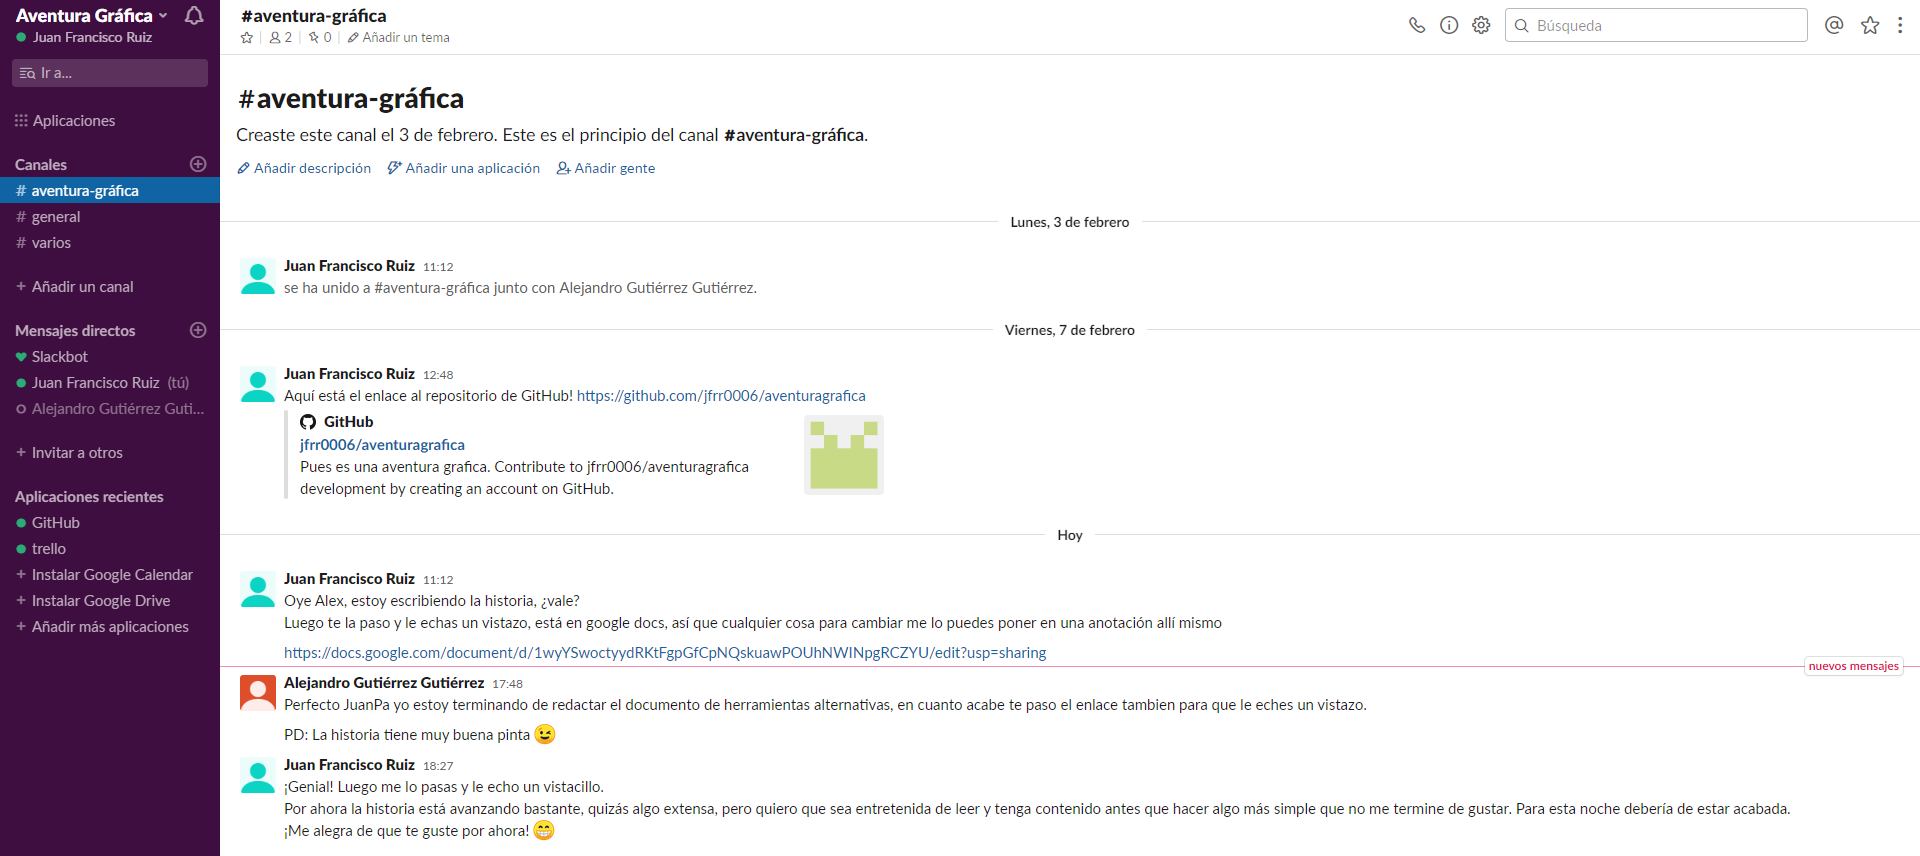 Aventura Gráfica
Juan Francisco Ruiz
Ir a...
Aplicaciones
Canales
# aventura-gráfica
# general
# varios
+ Añadir un canal
Mensajes directos
Slackbot
Juan Francisco Ruiz (tú)
Alejandro Gutiérrez Guti...
+ Invitar a otros
Aplicaciones recientes
GitHub
trello
+ Instalar Google Calendar
+ Instalar Google Drive
+ Añadir más aplicaciones
#aventura-gráfica
2 | 0 | Añadir un tema
Búsqueda
#aventura-gráfica
Creaste este canal el 3 de febrero. Este es el principio del canal #aventura-gráfica.
Añadir descripción Añadir una aplicación Añadir gente
Lunes, 3 de febrero
Juan Francisco Ruiz 11:12
se ha unido a #aventura-gráfica junto con Alejandro Gutiérrez Gutiérrez.
Viernes, 7 de febrero
Juan Francisco Ruiz 12:48
Aquí está el enlace al repositorio de GitHub! https://github.com/jfrr0006/aventuragrafica
GitHub
jfrr0006/aventuragrafica
Pues es una aventura grafica. Contribute to jfrr0006/aventuragrafica
development by creating an account on GitHub.
Hoy
Juan Francisco Ruiz 11:12
Oye Alex, estoy escribiendo la historia, ¿vale?
Luego te la paso y le echas un vistazo, está en google docs, así que cualquier cosa para cambiar me lo puedes poner en una anotación allí mismo
https://docs.google.com/document/d/1wyYSwoctyydRKtFgpGfCpNQskuawPOUhNWINpgRCZYU/edit?usp=sharing
nuevos mensajes
Alejandro Gutiérrez Gutiérrez 17:48
Perfecto JuanPa yo estoy terminando de redactar el documento de herramientas alternativas, en cuanto acabe te paso el enlace tambien para que le eches un vistazo.
PD: La historia tiene muy buena pinta 😉
Juan Francisco Ruiz 18:27
¡Genial! Luego me lo pasas y le echo un vistacillo.
Por ahora la historia está avanzando bastante, quizás algo extensa, pero quiero que sea entretenida de leer y tenga contenido antes que hacer algo más simple que no me termine de gustar. Para esta noche debería de estar acabada.
¡Me alegra de que te guste por ahora! 😁